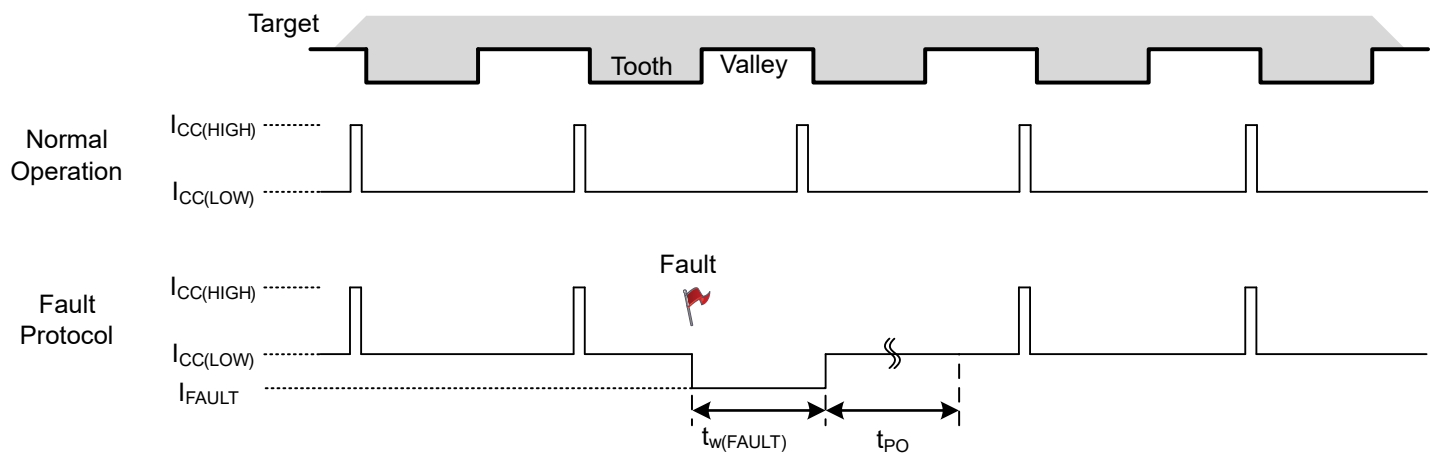 Target
Tooth
Valley
Normal
Operation
I_CC(HIGH)
I_CC(LOW)
Fault
Protocol
I_CC(HIGH)
Fault
I_CC(LOW)
I_FAULT
t_w(FAULT)
t_PO